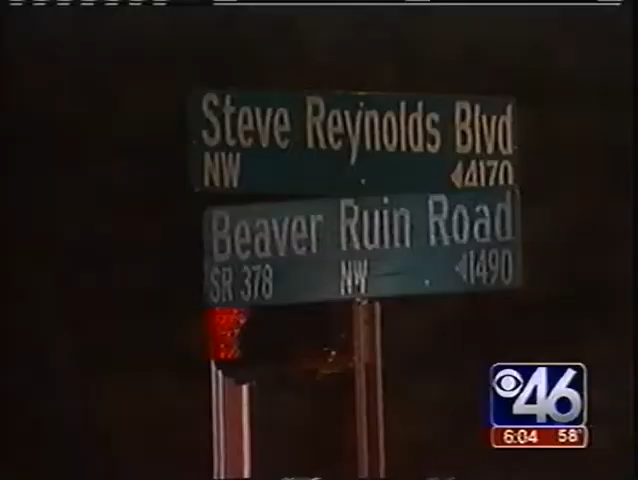 Steve Reynolds Blvd
NW 4170
Beaver Ruin Road
SR 378 NW 1490
46
6:04 58°